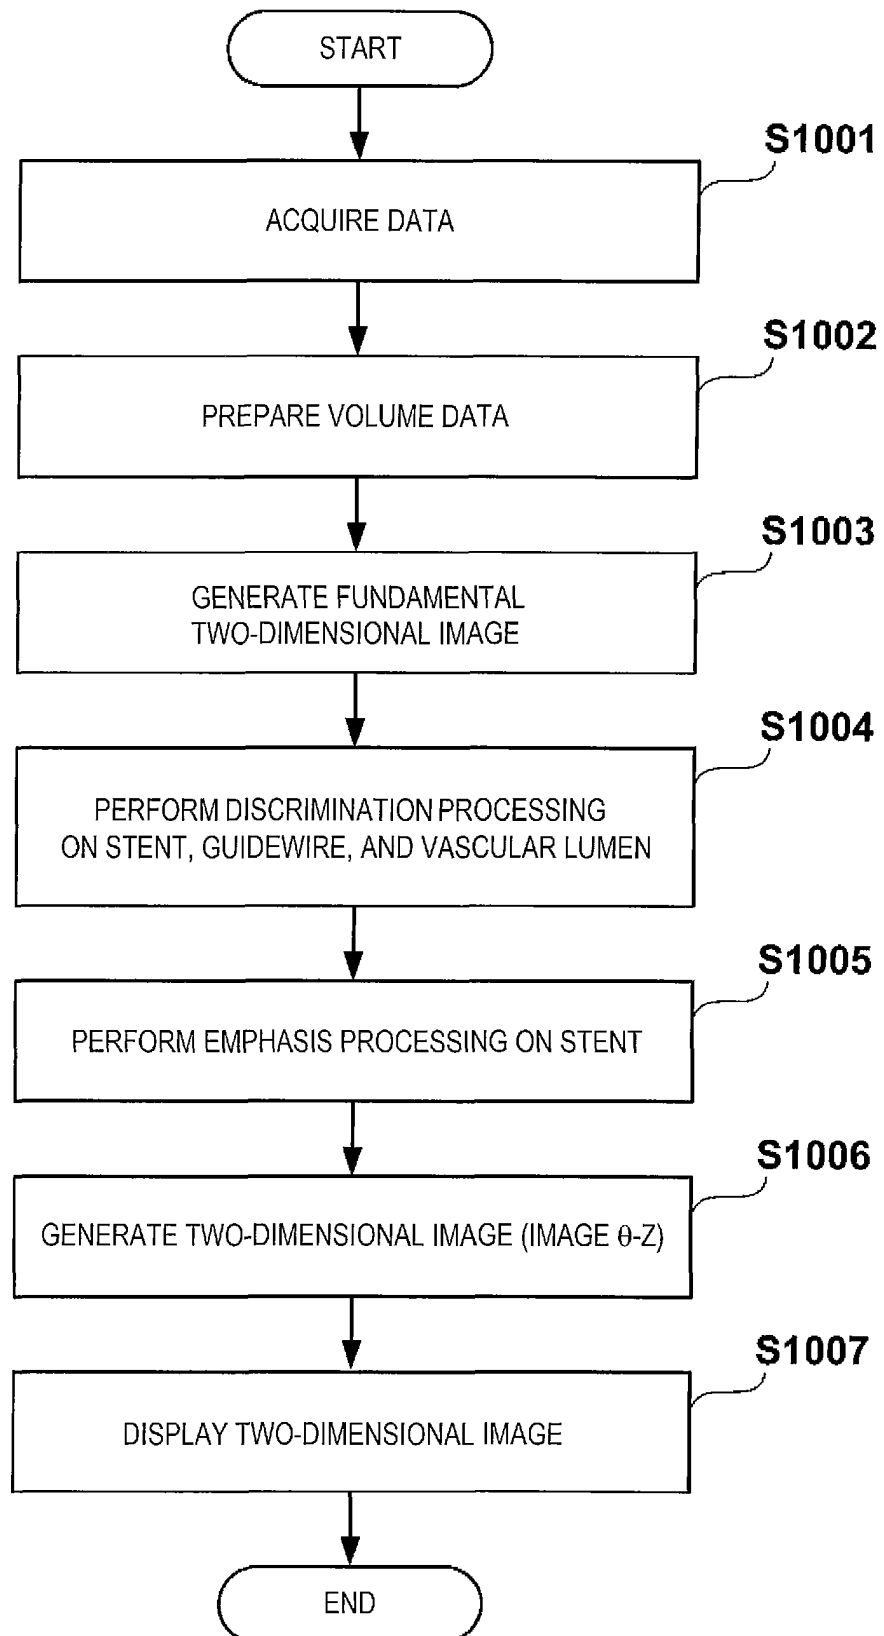 START
S1001
ACQUIRE DATA
S1002
PREPARE VOLUME DATA
S1003
GENERATE FUNDAMENTAL
TWO-DIMENSIONAL IMAGE
S1004
PERFORM DISCRIMINATION PROCESSING
ON STENT, GUIDEWIRE, AND VASCULAR LUMEN
S1005
PERFORM EMPHASIS PROCESSING ON STENT
S1006
GENERATE TWO-DIMENSIONAL IMAGE (IMAGE θ-Z)
S1007
DISPLAY TWO-DIMENSIONAL IMAGE
END